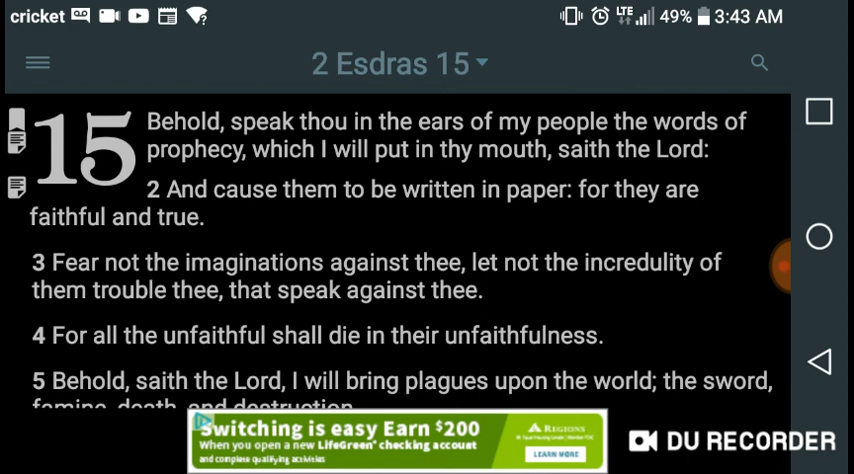 cricket LTE 49% 3:43 AM
2 Esdras 15
15 Behold, speak thou in the ears of my people the words of
prophecy, which I will put in thy mouth, saith the Lord:
2 And cause them to be written in paper: for they are
faithful and true.
3 Fear not the imaginations against thee, let not the incredulity of
them trouble thee, that speak against thee.
4 For all the unfaithful shall die in their unfaithfulness.
5 Behold, saith the Lord, I will bring plagues upon the world; the sword,
famine, death, and destruction
Switching is easy Earn $200
When you open a new LifeGreen® checking account
and complete qualifying activities
REGIONS
LEARN MORE
DU RECORDER